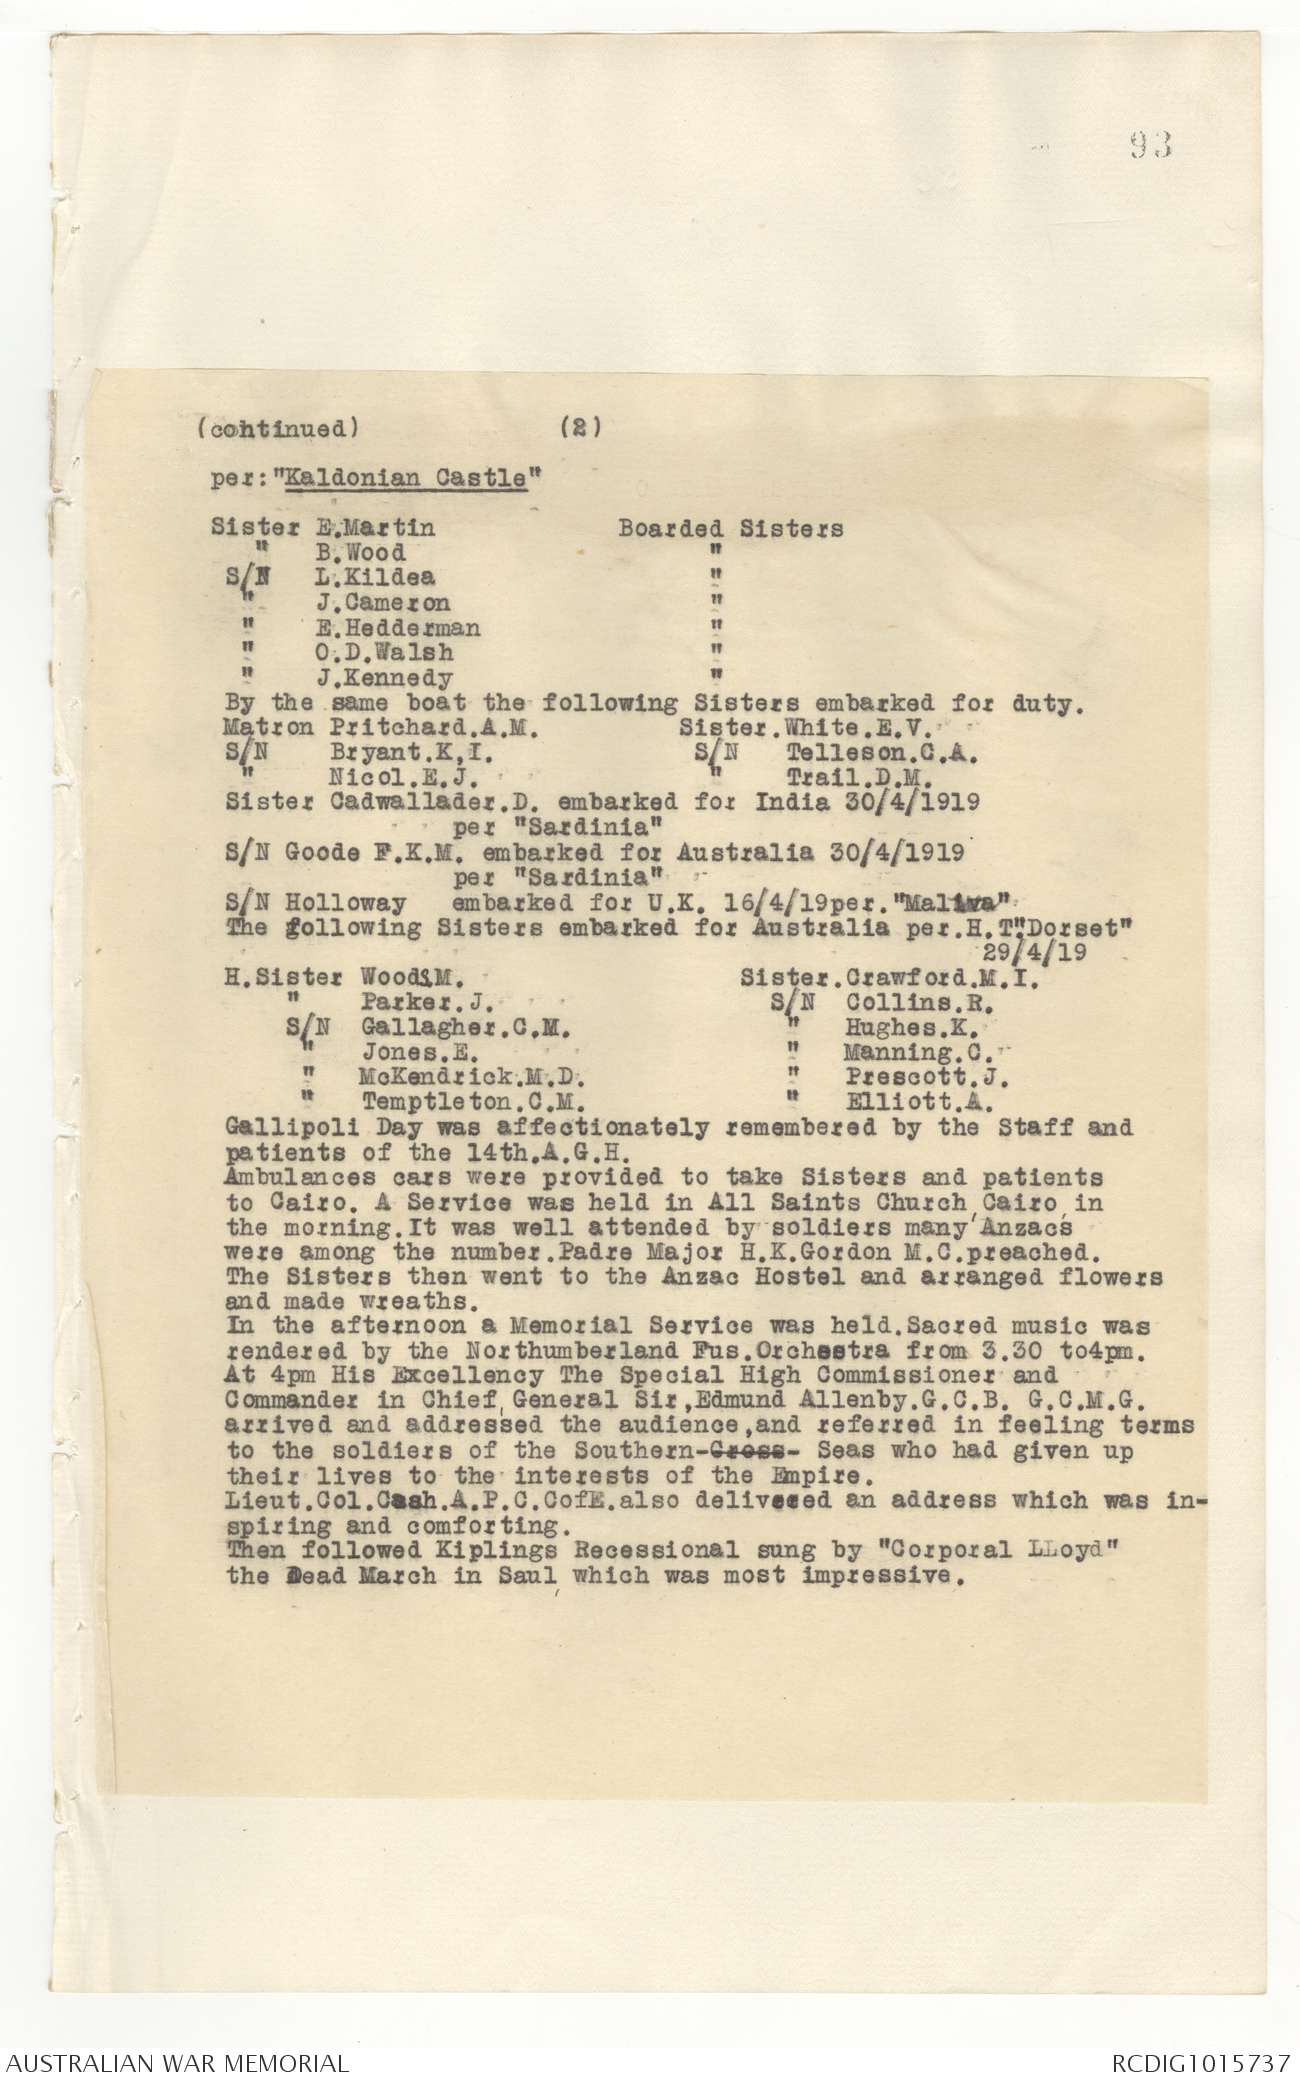 93
(continued) (2)
per:"Kaldonian Castle"
Sister E.Martin Boarded Sisters
" B.Wood "
S/N L.Kildea "
" J.Cameron "
" E.Hedderman "
" O.D.Walsh "
" J.Kennedy "
By the same boat the following Sisters embarked for duty.
Matron Pritchard.A.M. Sister.White.E.V.
S/N Bryant.K,I. S/N Telleson.C.A.
" Nicol.E.J. " Trail.D.M.
Sister Cadwallader.D. embarked for India 30/4/1919
per "Sardinia"
S/N Goode F.K.M. embarked for Australia 30/4/1919
per "Sardinia"
S/N Holloway embarked for U.K. 16/4/19per."Maliva"
The following Sisters embarked for Australia per.H.T."Dorset"
29/4/19
H.Sister Wood.M. Sister.Crawford.M.I.
" Parker.J. S/N Collins.R.
S/N Gallagher.C.M. " Hughes.K.
" Jones.E. " Manning.C.
" McKendrick.M.D. " Prescott.J.
" Temptleton.C.M. " Elliott.A.
Gallipoli Day was affectionately remembered by the Staff and
patients of the 14th.A.G.H.
Ambulances cars were provided to take Sisters and patients
to Cairo. A Service was held in All Saints Church,Cairo,in
the morning.It was well attended by soldiers many Anzacs
were among the number.Padre Major H.K.Gordon M.C.preached.
The Sisters then went to the Anzac Hostel and arranged flowers
and made wreaths.
In the afternoon a Memorial Service was held.Sacred music was
rendered by the Northumberland Fus.Orchestra from 3.30 to4pm.
At 4pm His Excellency The Special High Commissioner and
Commander in Chief,General Sir,Edmund Allenby.G.C.B. G.C.M.G.
arrived and addressed the audience,and referred in feeling terms
to the soldiers of the Southern-Cross- Seas who had given up
their lives to the interests of the Empire.
Lieut.Col.Cash.A.P.C.CofE.also delivered an address which was in-
spiring and comforting.
Then followed Kiplings Recessional sung by "Corporal LLoyd"
the Dead March in Saul, which was most impressive.
AUSTRALIAN WAR MEMORIAL RCDIG1015737